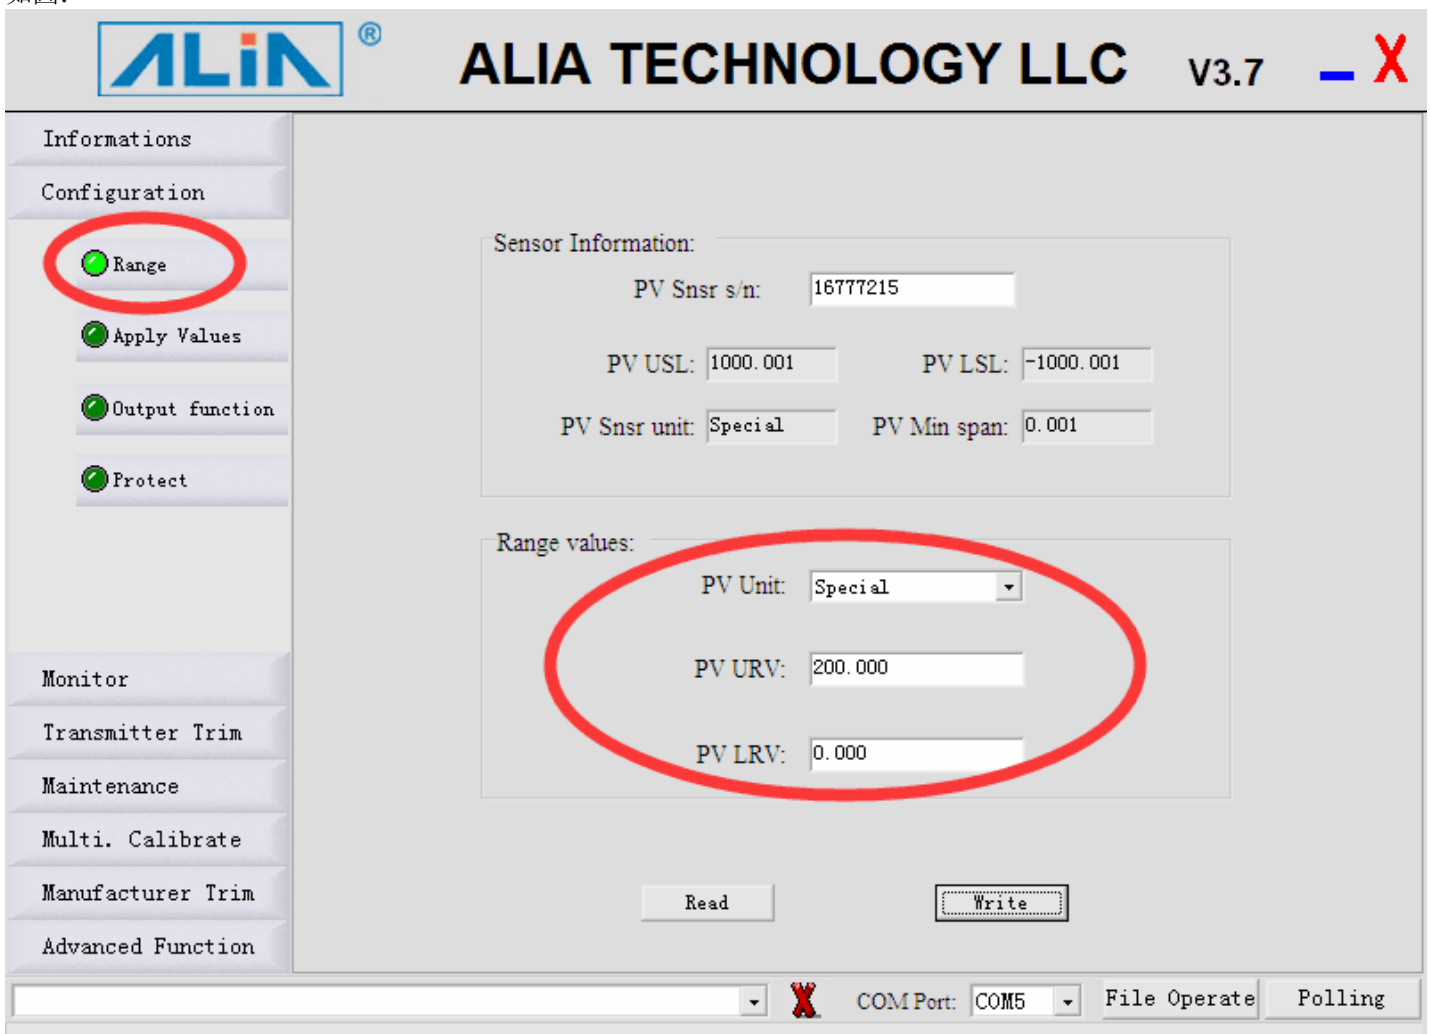 如图:
ALiA ®
ALIA TECHNOLOGY LLC V3.7
Informations
Configuration
Range
Apply Values
Output function
Protect
Monitor
Transmitter Trim
Maintenance
Multi. Calibrate
Manufacturer Trim
Advanced Function
Sensor Information:
PV Snsr s/n: 16777215
PV USL: 1000.001 PV LSL: -1000.001
PV Snsr unit: Special PV Min span: 0.001
Range values:
PV Unit: Special
PV URV: 200.000
PV LRV: 0.000
Read Write
COM Port: COM5 File Operate Polling